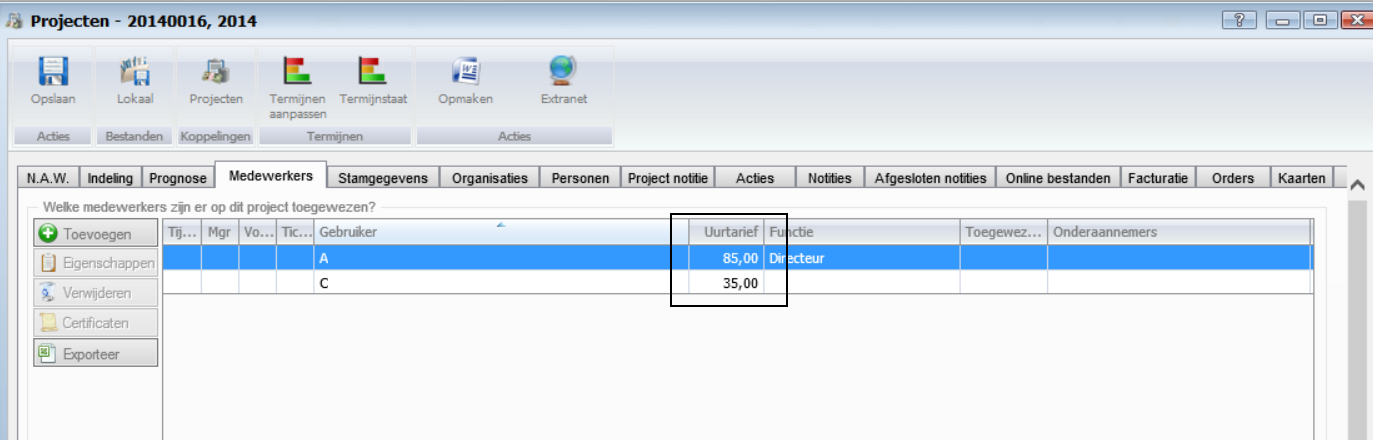 Projecten - 20140016, 2014
Opslaan Lokaal Projecten Termijnen aanpassen Termijnstaat Opmaken Extranet
Acties Bestanden Koppelingen Termijnen Acties
N.A.W. Indeling Prognose Medewerkers Stamgegevens Organisaties Personen Project notitie Acties Notities Afgesloten notities Online bestanden Facturatie Orders Kaarten
Welke medewerkers zijn er op dit project toegewezen?
Toevoegen Tij... Mgr Vo... Tic... Gebruiker Uurtarief Functie Toegewez... Onderaannemers
Eigenschappen A 85,00 Directeur
Verwijderen C 35,00
Certificaten
Exporteer